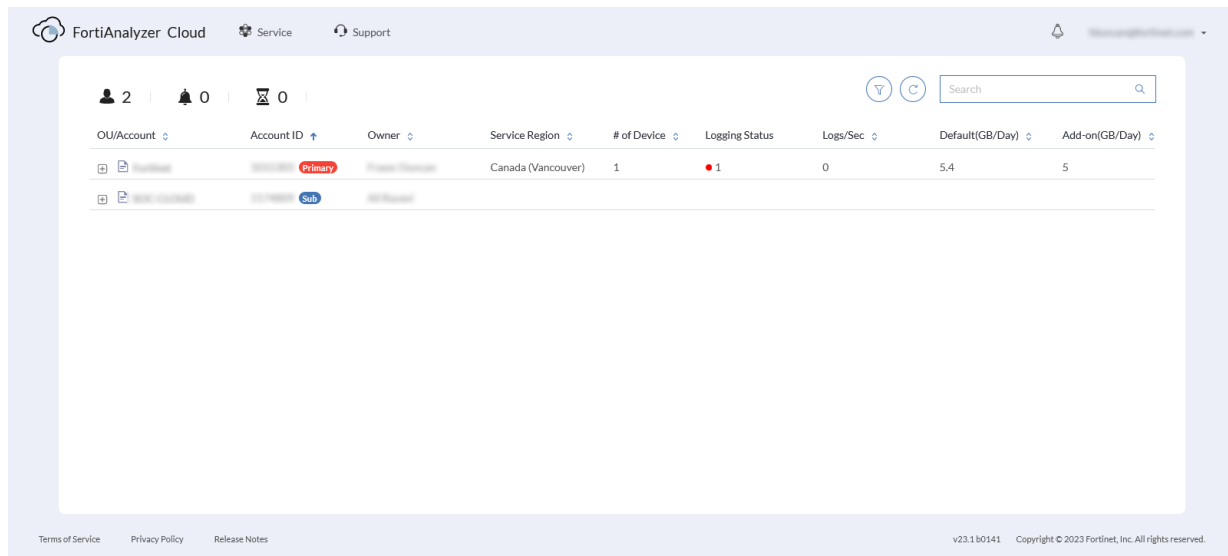 FortiAnalyzer Cloud Service Support
2 0 0 Search
OU/Account Account ID Owner Service Region # of Device Logging Status Logs/Sec Default(GB/Day) Add-on(GB/Day)
Primary Canada (Vancouver) 1 1 0 5.4 5
Sub
Terms of Service Privacy Policy Release Notes v23.1 b0141 Copyright © 2023 Fortinet, Inc. All rights reserved.